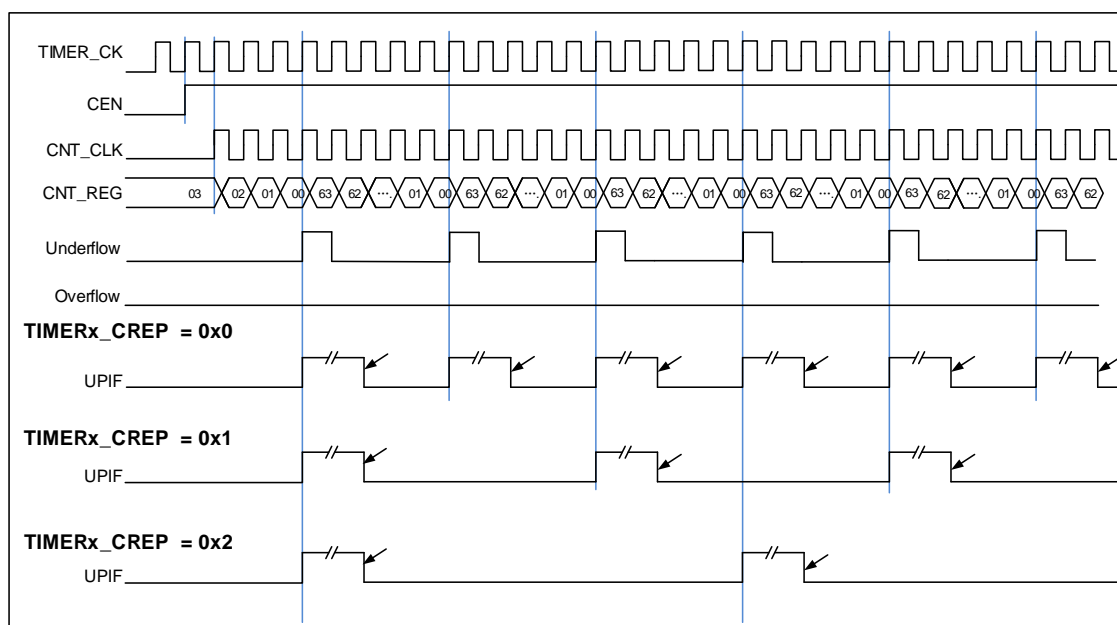 TIMER_CK
CEN
CNT_CLK
CNT_REG 03 02 01 00 63 62 .... 01 00 63 62 .... 01 00 63 62 .... 01 00 63 62 .... 01 00 63 62 .... 01 00 63 62
Underflow
Overflow
TIMERx_CREP = 0x0
UPIF // // // // // //
TIMERx_CREP = 0x1
UPIF // // //
TIMERx_CREP = 0x2
UPIF // //